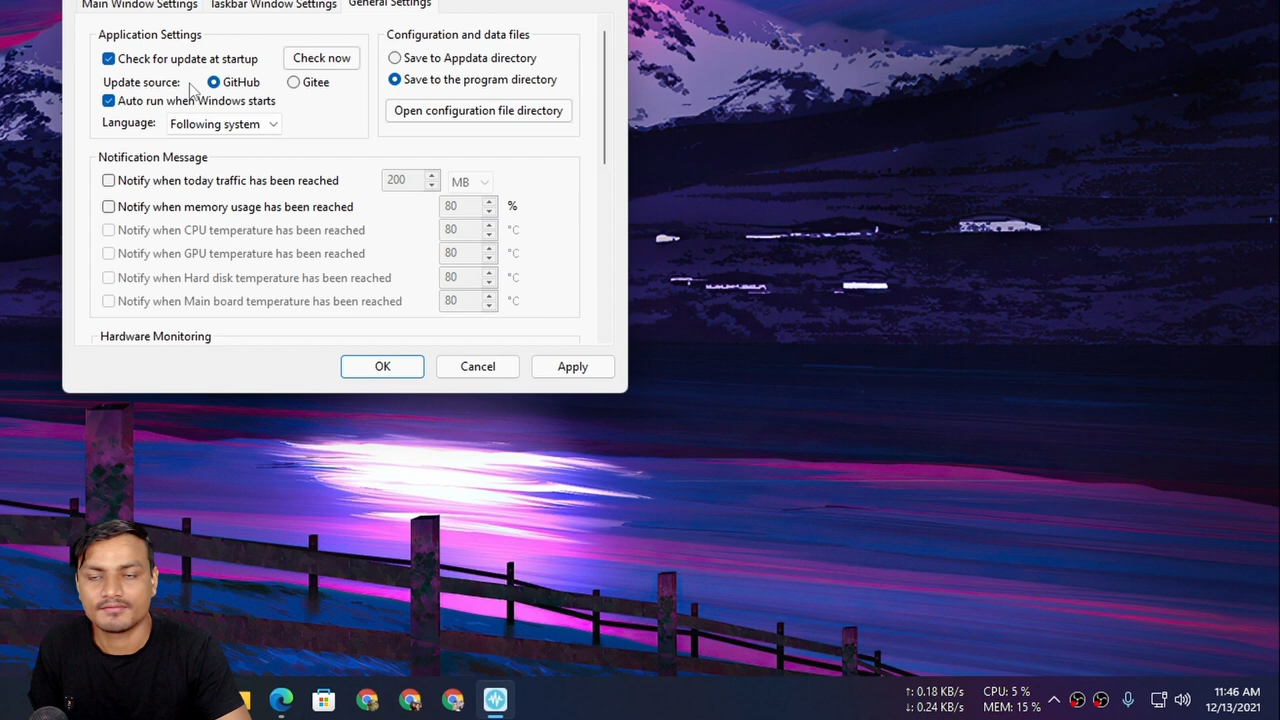 Main Window Settings
Taskbar Window Settings
General Settings
Application Settings
Check for update at startup
Check now
Update source:
GitHub
Gitee
Auto run when Windows starts
Language:
Following system
Configuration and data files
Save to Appdata directory
Save to the program directory
Open configuration file directory
Notification Message
Notify when today traffic has been reached
200
MB
Notify when memory usage has been reached
80
%
Notify when CPU temperature has been reached
80
°C
Notify when GPU temperature has been reached
80
°C
Notify when Hard disk temperature has been reached
80
°C
Notify when Main board temperature has been reached
80
°C
Hardware Monitoring
OK
Cancel
Apply
↑: 0.18 KB/s
CPU: 5 %
↓: 0.24 KB/s
MEM: 15 %
11:46 AM
12/13/2021